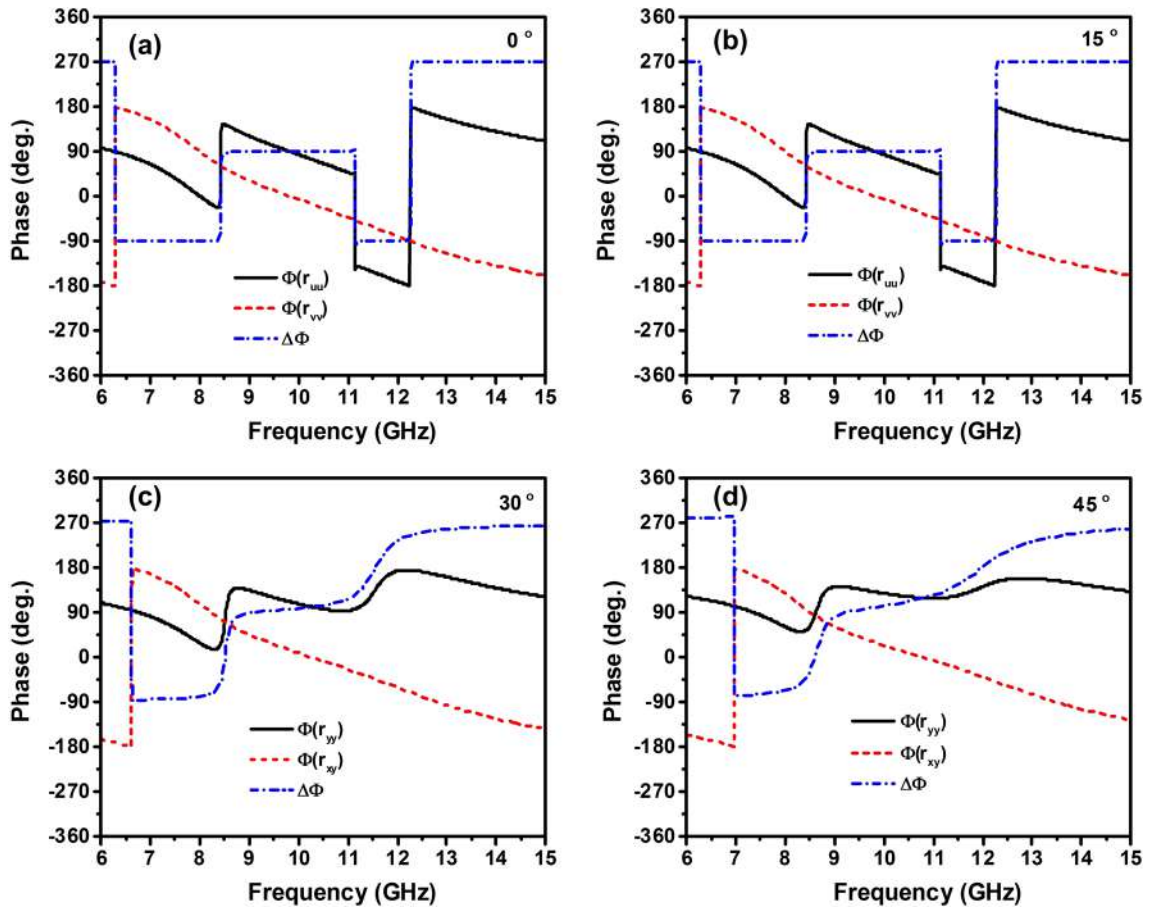 (a) 0 °
Phase (deg.)
360
270
180
90
0
-90
-180
-270
-360
Φ(r_uu)
Φ(r_vv)
ΔΦ
6 7 8 9 10 11 12 13 14 15
Frequency (GHz)
(b) 15 °
Phase (deg.)
360
270
180
90
0
-90
-180
-270
-360
Φ(r_uu)
Φ(r_vv)
ΔΦ
6 7 8 9 10 11 12 13 14 15
Frequency (GHz)
(c) 30 °
Phase (deg.)
360
270
180
90
0
-90
-180
-270
-360
Φ(r_yy)
Φ(r_xy)
ΔΦ
6 7 8 9 10 11 12 13 14 15
Frequency (GHz)
(d) 45 °
Phase (deg.)
360
270
180
90
0
-90
-180
-270
-360
Φ(r_yy)
Φ(r_xy)
ΔΦ
6 7 8 9 10 11 12 13 14 15
Frequency (GHz)